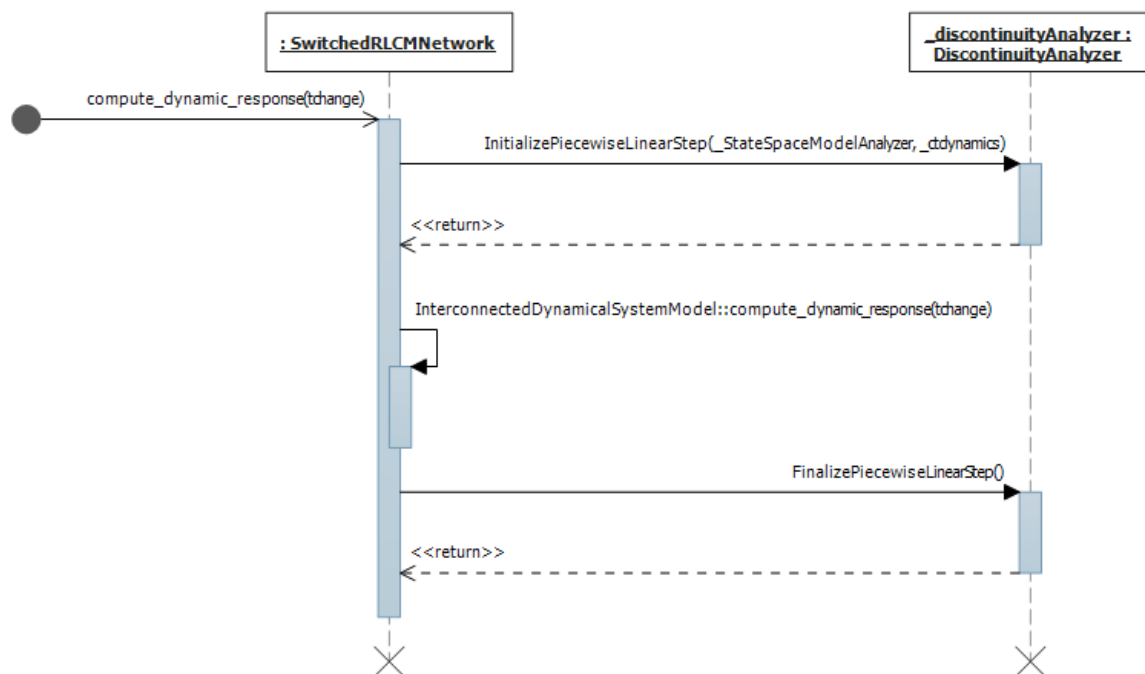 : SwitchedRLCMNetwork
_discontinuityAnalyzer :
DiscontinuityAnalyzer
compute_dynamic_response(tchange)
InitializePiecewiseLinearStep(_StateSpaceModelAnalyzer, _ctdynamics)
<<return>>
InterconnectedDynamicalSystemModel::compute_dynamic_response(tchange)
FinalizePiecewiseLinearStep()
<<return>>